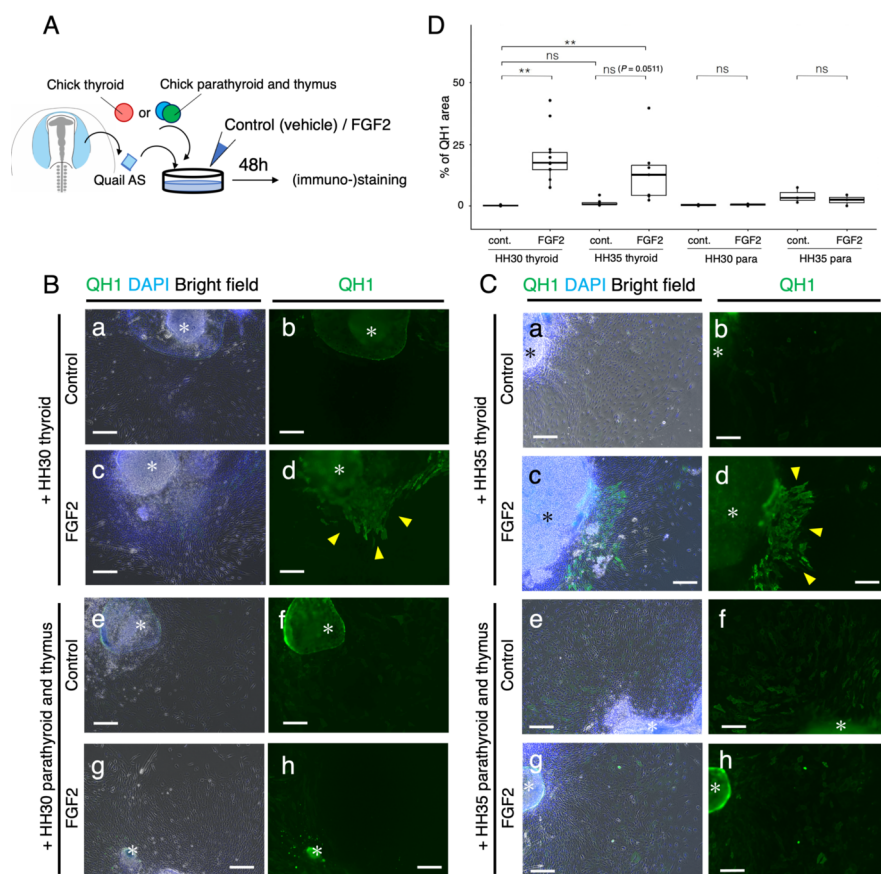 A
Chick thyroid
or
Chick parathyroid and thymus
Control (vehicle) / FGF2
Quail AS
48h
(immuno-)staining
D
% of QH1 area
50
25
0
**
ns
**
ns (P = 0.0511)
ns
ns
cont. FGF2 cont. FGF2 cont. FGF2 cont. FGF2
HH30 thyroid HH35 thyroid HH30 para HH35 para
B
QH1 DAPI Bright field QH1
+ HH30 thyroid
Control
a * b *
FGF2
c * d *
+ HH30 parathyroid and thymus
Control
e * f *
FGF2
g * h *
C
QH1 DAPI Bright field QH1
+ HH35 thyroid
Control
a * b *
FGF2
c * d *
+ HH35 parathyroid and thymus
Control
e * f *
FGF2
g * h *